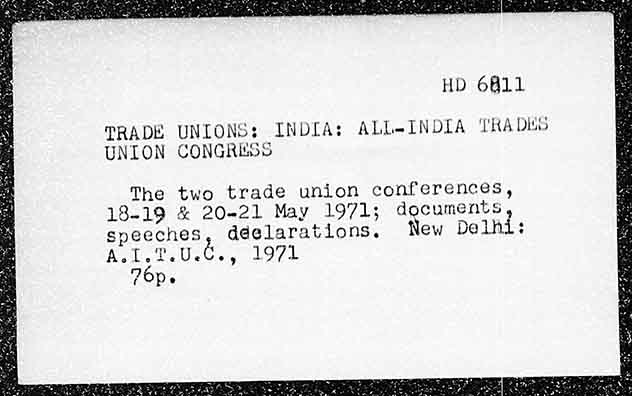 HD 6811
TRADE UNIONS: INDIA: ALL-INDIA TRADES
UNION CONGRESS
The two trade union conferences,
18-19 & 20-21 May 1971; documents,
speeches, declarations. New Delhi:
A.I.T.U.C., 1971
76p.